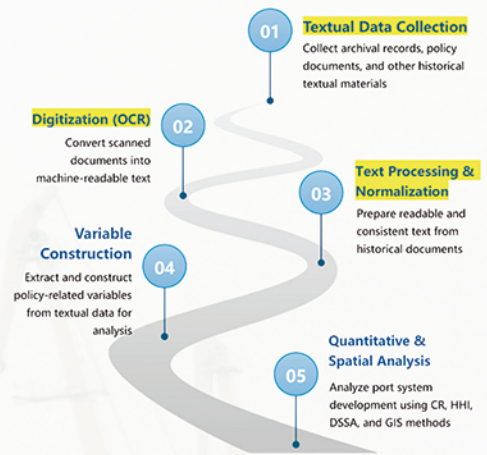 01
Textual Data Collection
Collect archival records, policy
documents, and other historical
textual materials
Digitization (OCR)
02
Convert scanned
documents into
machine-readable text
Text Processing &
Normalization
03
Prepare readable and
consistent text from
historical documents
Variable
Construction
04
Extract and construct
policy-related variables
from textual data for
analysis
Quantitative &
Spatial Analysis
05
Analyze port system
development using CR, HHI,
DSSA, and GIS methods